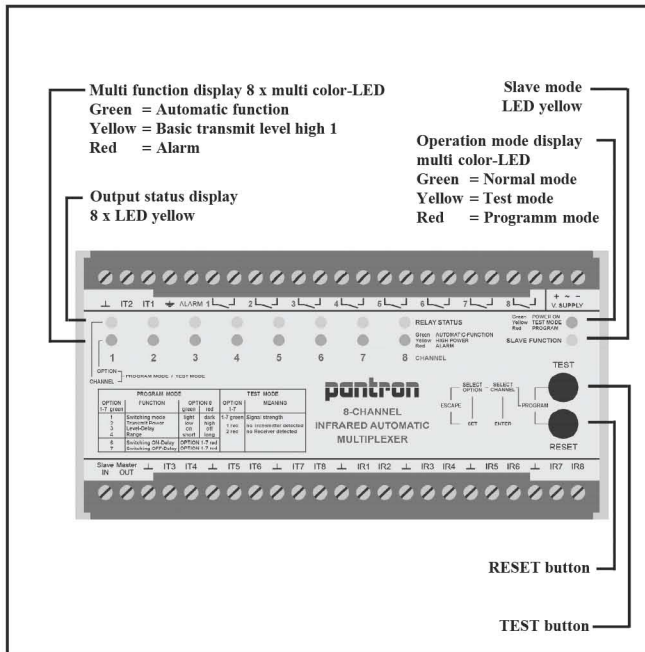 Multi function display 8 x multi color-LED
Green = Automatic function
Yellow = Basic transmit level high 1
Red = Alarm
Slave mode
LED yellow
Operation mode display
multi color-LED
Green = Normal mode
Yellow = Test mode
Red = Programm mode
Output status display
8 x LED yellow
⊥ IT2 IT1 ALARM 1 2 3 4 5 6 7 8 + ~ -
V. SUPPLY
RELAY STATUS
Green POWER ON
Yellow TEST MODE
Red PROGRAM
Green AUTOMATIC-FUNCTION
Yellow HIGH POWER
Red ALARM
SLAVE FUNCTION
1 2 3 4 5 6 7 8 CHANNEL
OPTION
CHANNEL
PROGRAM MODE / TEST MODE
TEST
PROGRAM MODE
OPTION FUNCTION OPTION 8
1-7 green green red
1 Switching mode light dark
2 Transmit Power low high
3 Level-Delay on off
4 Range short long
6 Switching ON-Delay OPTION 1-7 red
7 Switching OFF-Delay OPTION 1-7 red
TEST MODE
OPTION MEANING
1-7
1-7 green Signal strength
1 red no Transmitter detected
2 red no Receiver detected
pantron
8-CHANNEL
INFRARED AUTOMATIC
MULTIPLEXER
SELECT OPTION
SELECT CHANNEL
ESCAPE
PROGRAM
SET
ENTER
RESET
Slave IN Master OUT ⊥ IT3 IT4 ⊥ IT5 IT6 ⊥ IT7 IT8 ⊥ IR1 IR2 ⊥ IR3 IR4 ⊥ IR5 IR6 ⊥ IR7 IR8
RESET button
TEST button